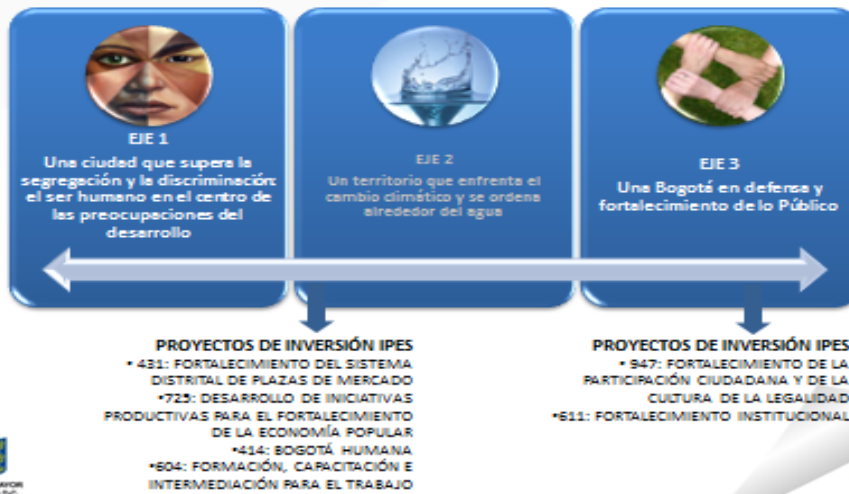 EJE 1
Una ciudad que supera la
segregación y la discriminación:
el ser humano en el centro de
las preocupaciones del
desarrollo
EJE 2
Un territorio que enfrenta el
cambio climático y se ordena
alrededor del agua
EJE 3
Una Bogotá en defensa y
fortalecimiento de lo Público
PROYECTOS DE INVERSIÓN IPES
• 431: FORTALECIMIENTO DEL SISTEMA
DISTRITAL DE PLAZAS DE MERCADO
•725: DESARROLLO DE INICIATIVAS
PRODUCTIVAS PARA EL FORTALECIMIENTO
DE LA ECONOMÍA POPULAR
•414: BOGOTÁ HUMANA
•604: FORMACIÓN, CAPACITACIÓN E
INTERMEDIACIÓN PARA EL TRABAJO
PROYECTOS DE INVERSIÓN IPES
• 947: FORTALECIMIENTO DE LA
PARTICIPACIÓN CIUDADANA Y DE LA
CULTURA DE LA LEGALIDAD
•611: FORTALECIMIENTO INSTITUCIONAL